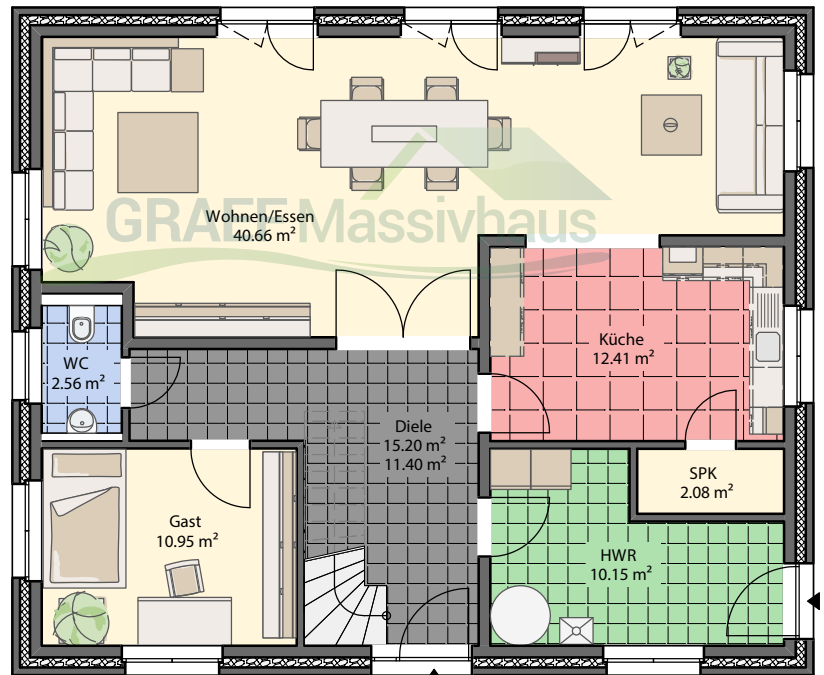 GRAEF Massivhaus
Wohnen/Essen
40.66 m²
WC
2.56 m²
Küche
12.41 m²
Diele
15.20 m²
11.40 m²
SPK
2.08 m²
Gast
10.95 m²
HWR
10.15 m²